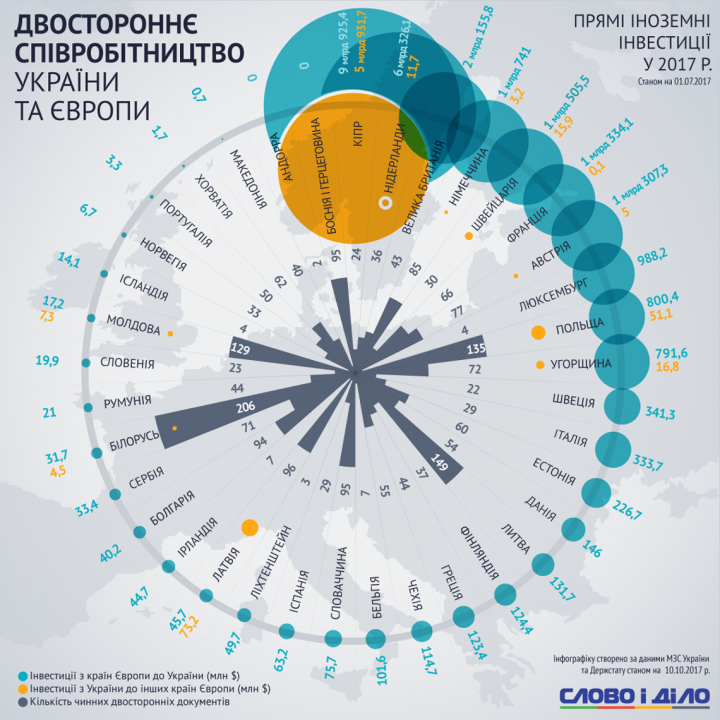 ДВОСТОРОННЄ
СПІВРОБІТНИЦТВО
УКРАЇНИ
ТА ЄВРОПИ
ПРЯМІ ІНОЗЕМНІ
ІНВЕСТИЦІЇ
У 2017 Р.
Станом на 01.07.2017
0
0
9 млрд 925,4
5 млрд 931,7
6 млрд 326,1
11,7
2 млрд 155,8
1 млрд 741
3,2
1 млрд 505,5
15,9
1 млрд 334,1
0,1
1 млрд 307,3
5
988,2
800,4
51,1
791,6
16,8
341,3
333,7
226,7
146
131,7
124,4
123,4
114,7
101,6
75,7
63,2
49,7
45,7
73,2
44,7
40,2
33,4
31,7
4,5
21
19,9
17,2
7,3
14,1
6,7
3,3
1,7
0,7
АНДОРРА
БОСНІЯ І ГЕРЦЕГОВИНА
КІПР
НІДЕРЛАНДИ
ВЕЛИКА БРИТАНІЯ
НІМЕЧЧИНА
ШВЕЙЦАРІЯ
ФРАНЦІЯ
АВСТРІЯ
ЛЮКСЕМБУРГ
ПОЛЬЩА
УГОРЩИНА
ШВЕЦІЯ
ІТАЛІЯ
ЕСТОНІЯ
ДАНІЯ
ЛИТВА
ФІНЛЯНДІЯ
ГРЕЦІЯ
ЧЕХІЯ
БЕЛЬГІЯ
СЛОВАЧЧИНА
ІСПАНІЯ
ЛІХТЕНШТЕЙН
ЛАТВІЯ
ІРЛАНДІЯ
БОЛГАРІЯ
СЕРБІЯ
БІЛОРУСЬ
РУМУНІЯ
СЛОВЕНІЯ
МОЛДОВА
ІСЛАНДІЯ
НОРВЕГІЯ
ПОРТУГАЛІЯ
ХОРВАТІЯ
МАКЕДОНІЯ
2
95
24
36
43
85
30
66
77
4
135
72
22
29
60
54
149
37
44
55
7
95
29
3
96
7
94
71
206
44
23
129
4
33
50
62
40
Інвестиції з країн Європи до України (млн $)
Інвестиції з України до інших країн Європи (млн $)
Кількість чинних двосторонніх документів
Інфографіку створено за даними МЗС України
та Держстату станом на 10.10.2017 р.
СЛОВО і ДіЛО